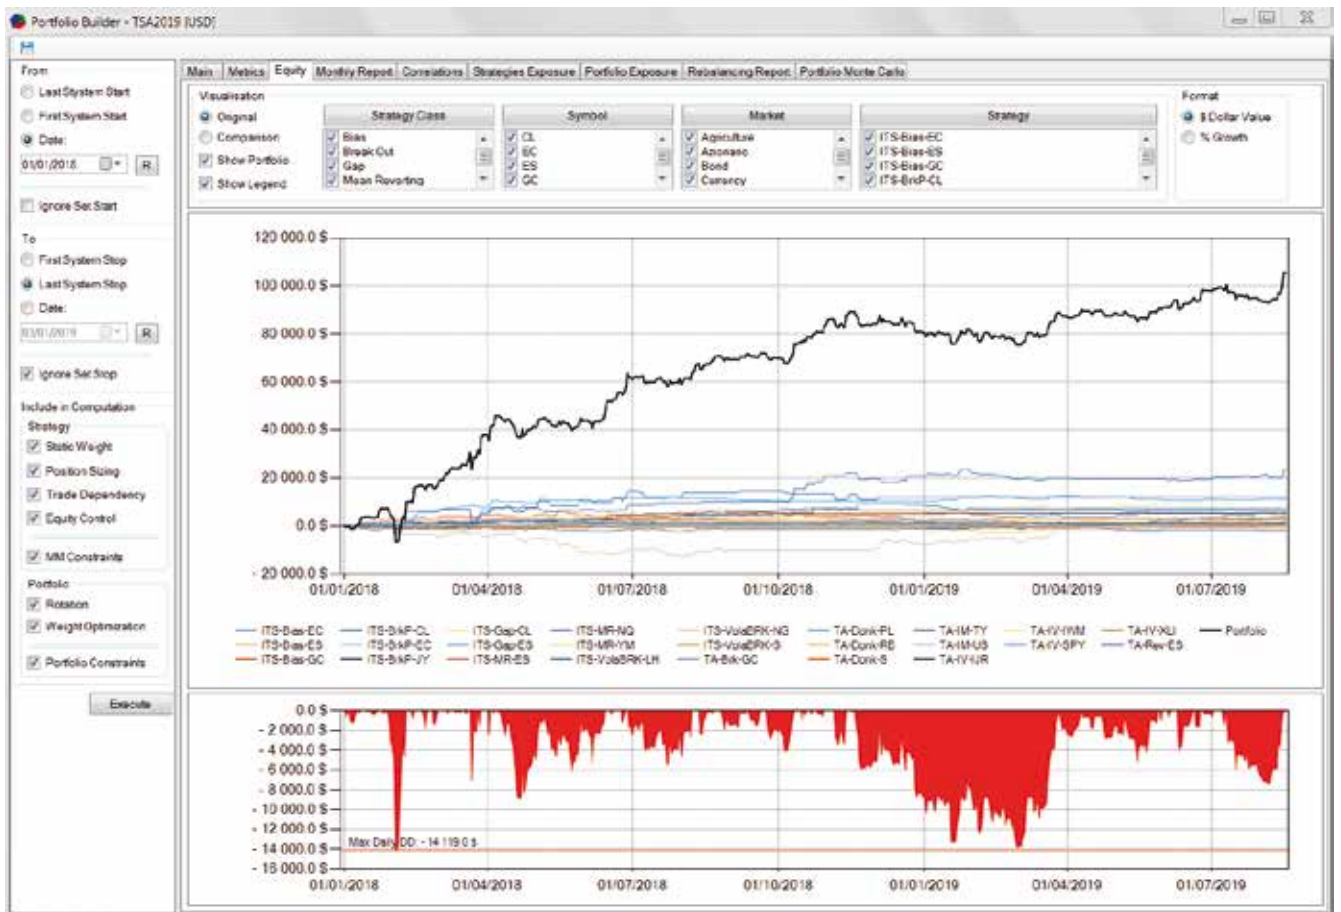 Portfolio Builder - TSA2019 [USD]
From
Last Stystem Start
First System Start
Date:
01/01/2018
R
Ignore Set Start
To
First System Stop
Last System Stop
Date:
03/01/2019
R
Ignore Set Stop
Include in Computation
Strategy
Static Weight
Position Sizing
Trade Dependency
Equity Control
MM Constraints
Portfolio
Rotation
Weight Optimization
Portfolio Constraints
Execute
Main Metrics Equity Monthly Report Correlations Strategies Exposure Portfolio Exposure Rebalancing Report Portfolio Monte Carlo
Visualisation
Original
Comparison
Show Portfolio
Show Legend
Strategy Class
Bias
Break Out
Gap
Mean Reverting
Symbol
CL
EC
ES
GC
Market
Agriculture
Azionario
Bond
Currency
Strategy
ITS-Bias-EC
ITS-Bias-ES
ITS-Bias-GC
ITS-BrkP-CL
Format
$ Dollar Value
% Growth
120 000.0 $
100 000.0 $
80 000.0 $
60 000.0 $
40 000.0 $
20 000.0 $
0.0 $
- 20 000.0 $
01/01/2018 01/04/2018 01/07/2018 01/10/2018 01/01/2019 01/04/2019 01/07/2019
ITS-Bias-EC ITS-BrkP-CL ITS-Gap-CL ITS-MR-NQ ITS-VolaBRK-NG TA-Donk-PL TA-IM-TY TA-IV-IWM TA-IV-XLI Portfolio
ITS-Bias-ES ITS-BrkP-EC ITS-Gap-ES ITS-MR-YM ITS-VolaBRK-S TA-Donk-RB TA-IM-US TA-IV-SPY TA-Rev-ES
ITS-Bias-GC ITS-BrkP-JY ITS-MR-ES ITS-VolaBRK-LH TA-Brk-GC TA-Donk-S TA-IV-IJR
0.0 $
- 2 000.0 $
- 4 000.0 $
- 6 000.0 $
- 8 000.0 $
- 10 000.0 $
- 12 000.0 $
- 14 000.0 $
- 16 000.0 $
Max Daily DD: - 14 119.0 $
01/01/2018 01/04/2018 01/07/2018 01/10/2018 01/01/2019 01/04/2019 01/07/2019